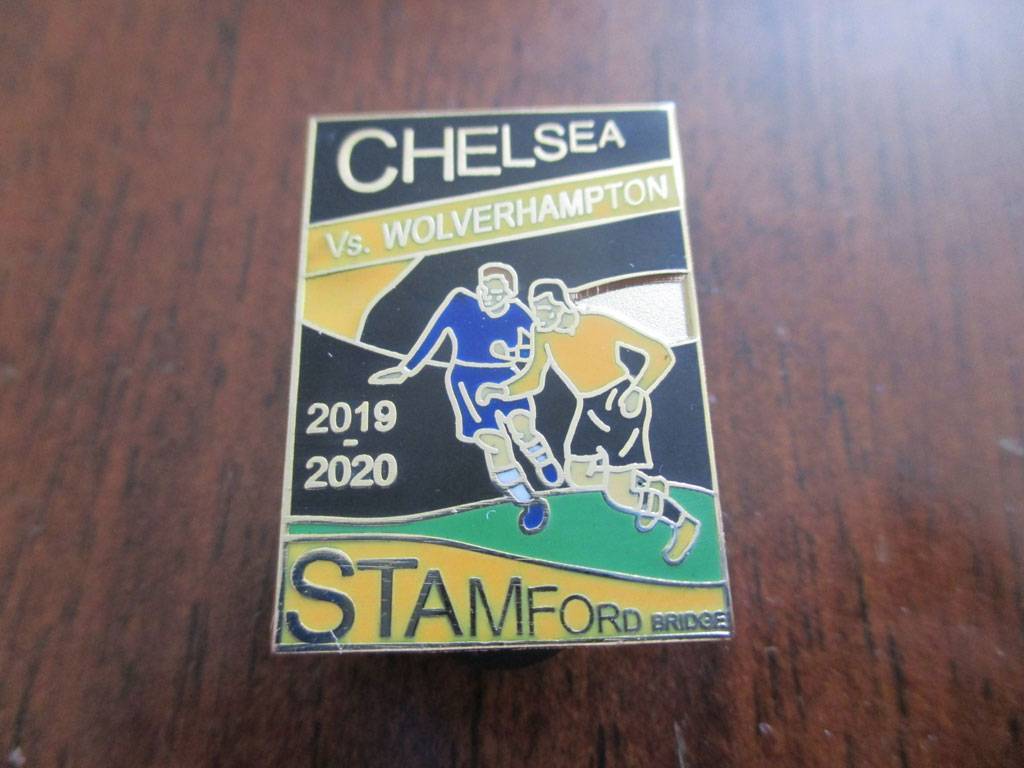 CHELSEA
Vs. WOLVERHAMPTON
2019
-
2020
STAMFORD BRIDGE